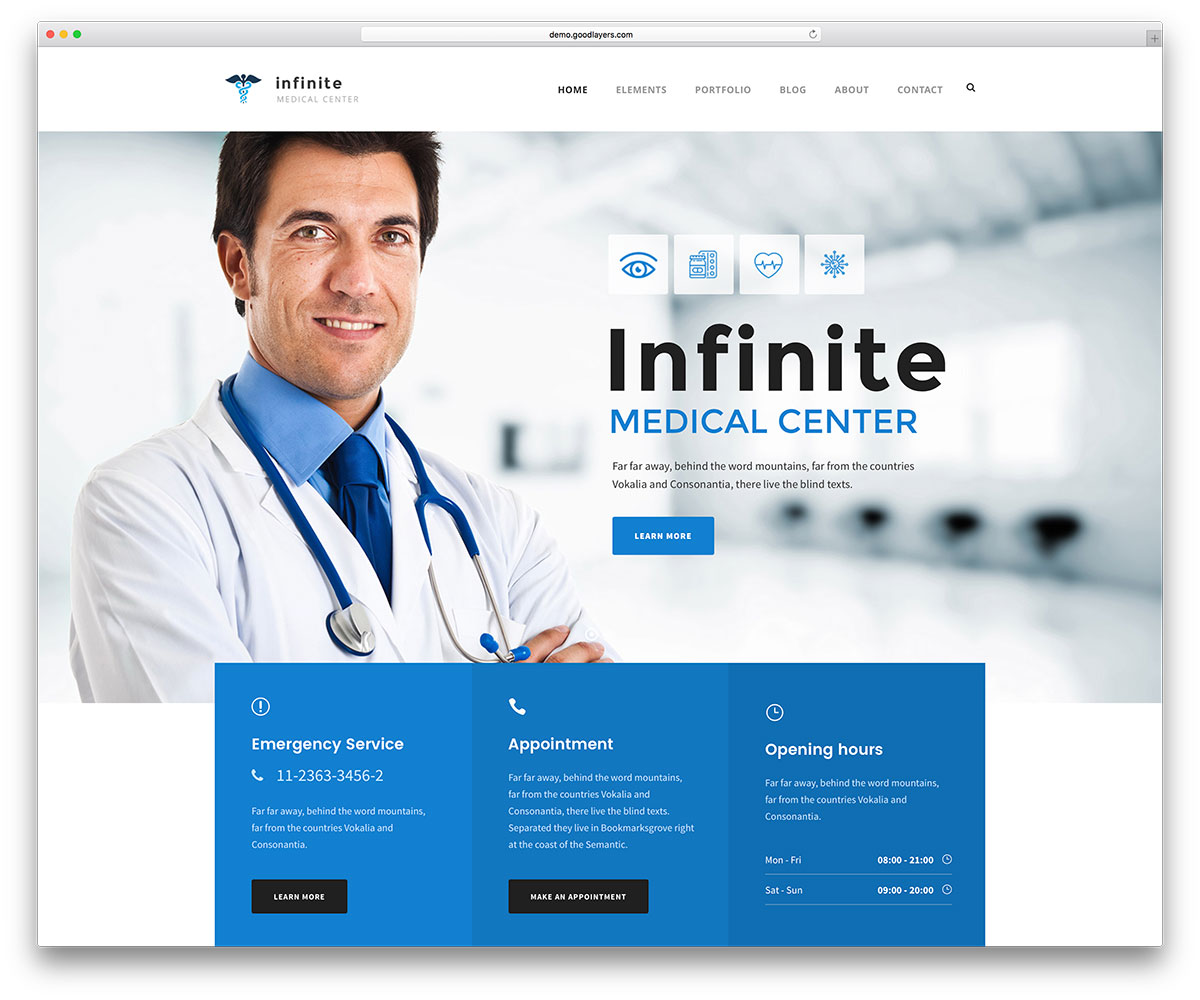 demo.goodlayers.com
infinite
MEDICAL CENTER
HOME ELEMENTS PORTFOLIO BLOG ABOUT CONTACT
Infinite
MEDICAL CENTER
Far far away, behind the word mountains, far from the countries
Vokalia and Consonantia, there live the blind texts.
LEARN MORE
Emergency Service
11-2363-3456-2
Far far away, behind the word mountains,
far from the countries Vokalia and
Consonantia.
LEARN MORE
Appointment
Far far away, behind the word mountains,
far from the countries Vokalia and
Consonantia, there live the blind texts.
Separated they live in Bookmarksgrove right
at the coast of the Semantic.
MAKE AN APPOINTMENT
Opening hours
Far far away, behind the word mountains,
far from the countries Vokalia and
Consonantia.
Mon - Fri 08:00 - 21:00
Sat - Sun 09:00 - 20:00